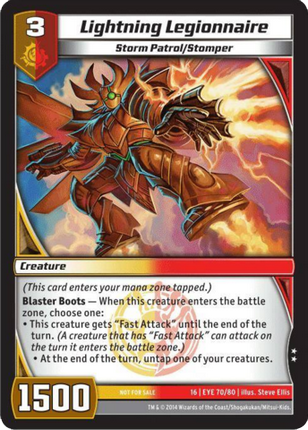 3
Lightning Legionnaire
Storm Patrol/Stomper
Creature
(This card enters your mana zone tapped.)
Blaster Boots — When this creature enters the battle
zone, choose one:
• This creature gets "Fast Attack" until the end of the
turn. (A creature that has "Fast Attack" can attack on
the turn it enters the battle zone.)
• At the end of the turn, untap one of your creatures.
1500
NOT FOR SALE
16 | EYE 70/80 | illus. Steve Ellis
TM & © 2014 Wizards of the Coast/Shogakukan/Mitsui-Kids.